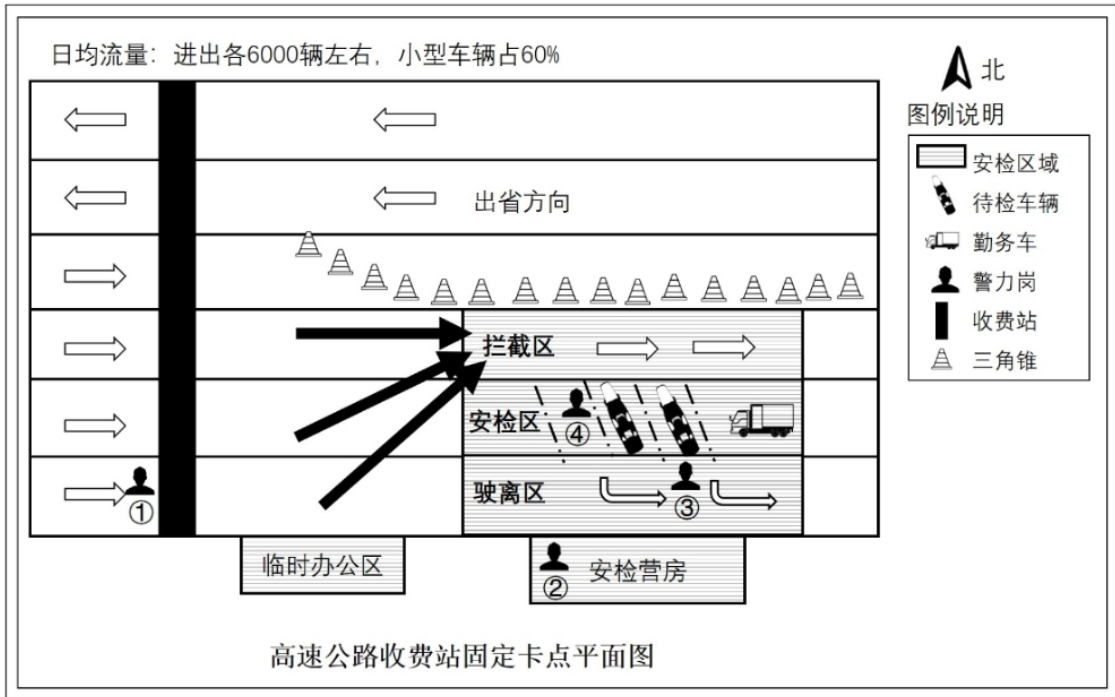 日均流量：进出各6000辆左右，小型车辆占60%
北
图例说明
安检区域
待检车辆
勤务车
警力岗
收费站
三角锥
出省方向
拦截区
安检区
④
驶离区
③
①
临时办公区
②
安检营房
高速公路收费站固定卡点平面图